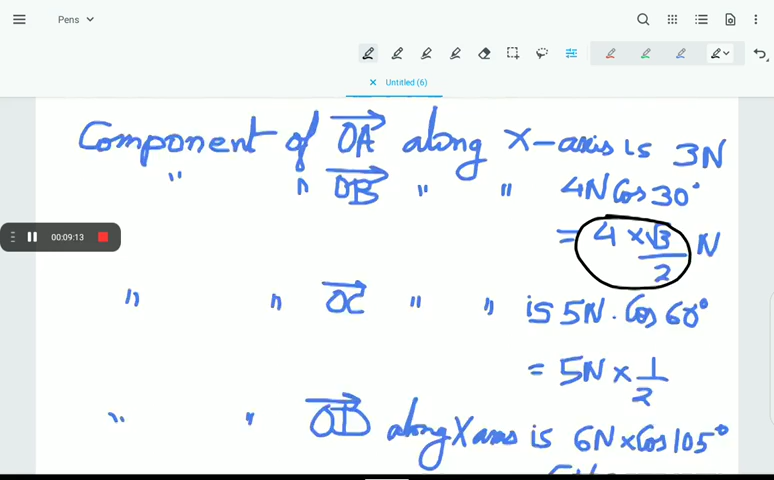 Pens
Untitled (6)
Component of OA along X-axis is 3N
" " OB " " 4N Cos 30°
= 4 × √3/2 N
00:09:13
" " OC " " is 5N. Cos 60°
= 5N × 1/2
" " OD along X axis is 6N × Cos 105°